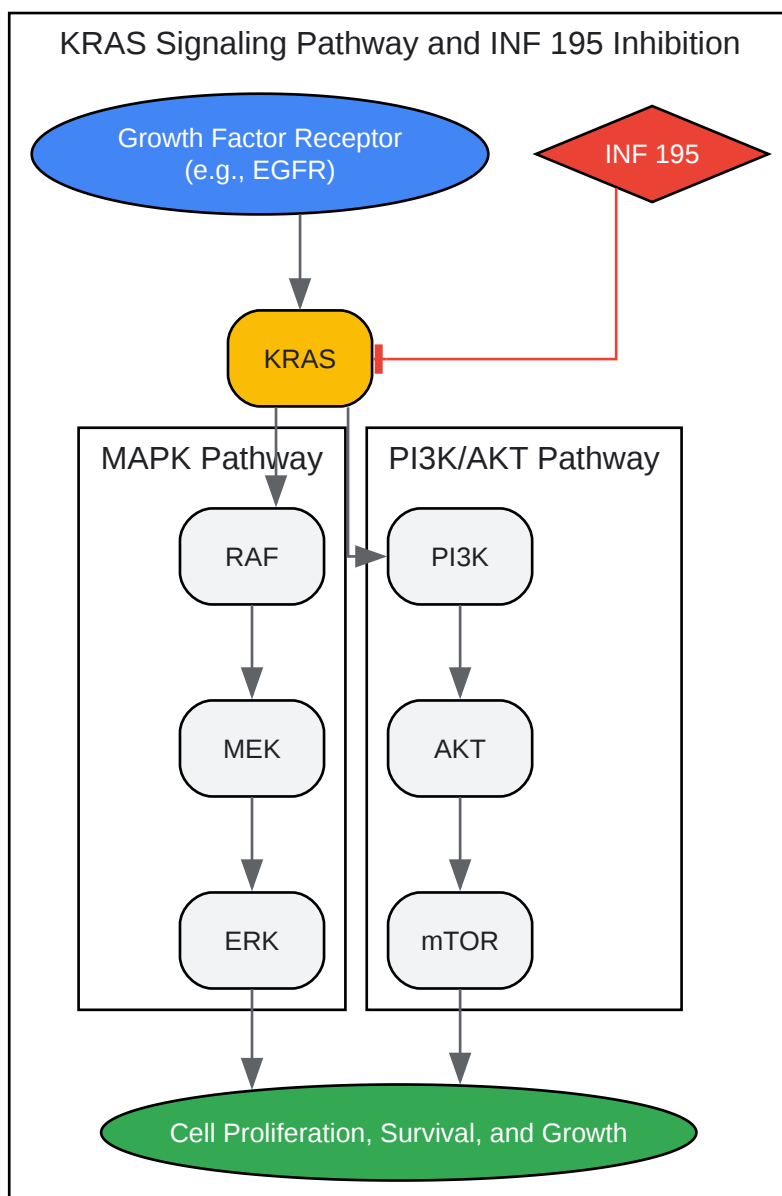 KRAS Signaling Pathway and INF 195 Inhibition
Growth Factor Receptor
(e.g., EGFR)
INF 195
KRAS
MAPK Pathway
PI3K/AKT Pathway
RAF
PI3K
MEK
AKT
ERK
mTOR
Cell Proliferation, Survival, and Growth